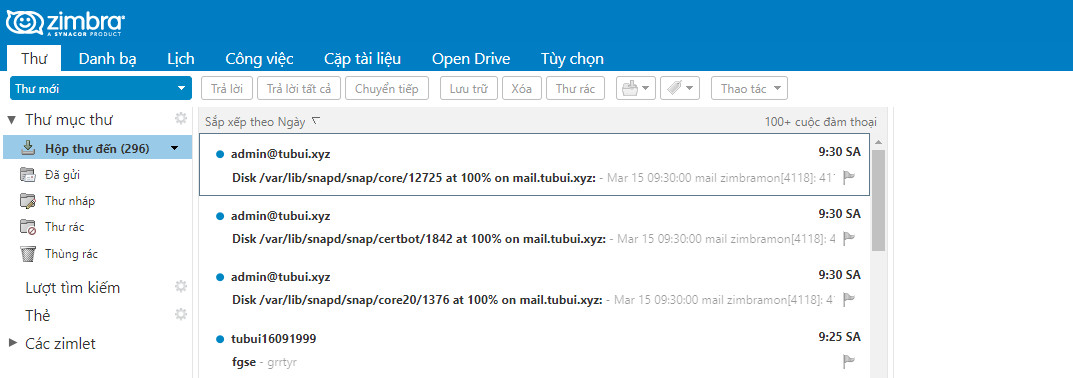 zimbra
A SYNACOR PRODUCT
Thư Danh bạ Lịch Công việc Cặp tài liệu Open Drive Tùy chọn
Thư mới Trả lời Trả lời tất cả Chuyển tiếp Lưu trữ Xóa Thư rác Thao tác
Thư mục thư
Hộp thư đến (296)
Đã gửi
Thư nháp
Thư rác
Thùng rác
Lượt tìm kiếm
Thẻ
Các zimlet
Sắp xếp theo Ngày 100+ cuộc đàm thoại
admin@tubui.xyz 9:30 SA
Disk /var/lib/snapd/snap/core/12725 at 100% on mail.tubui.xyz: - Mar 15 09:30:00 mail zimbramon[4118]: 41
admin@tubui.xyz 9:30 SA
Disk /var/lib/snapd/snap/certbot/1842 at 100% on mail.tubui.xyz: - Mar 15 09:30:00 mail zimbramon[4118]: 4
admin@tubui.xyz 9:30 SA
Disk /var/lib/snapd/snap/core20/1376 at 100% on mail.tubui.xyz: - Mar 15 09:30:00 mail zimbramon[4118]: 4
tubui16091999 9:25 SA
fgse - grrtyr